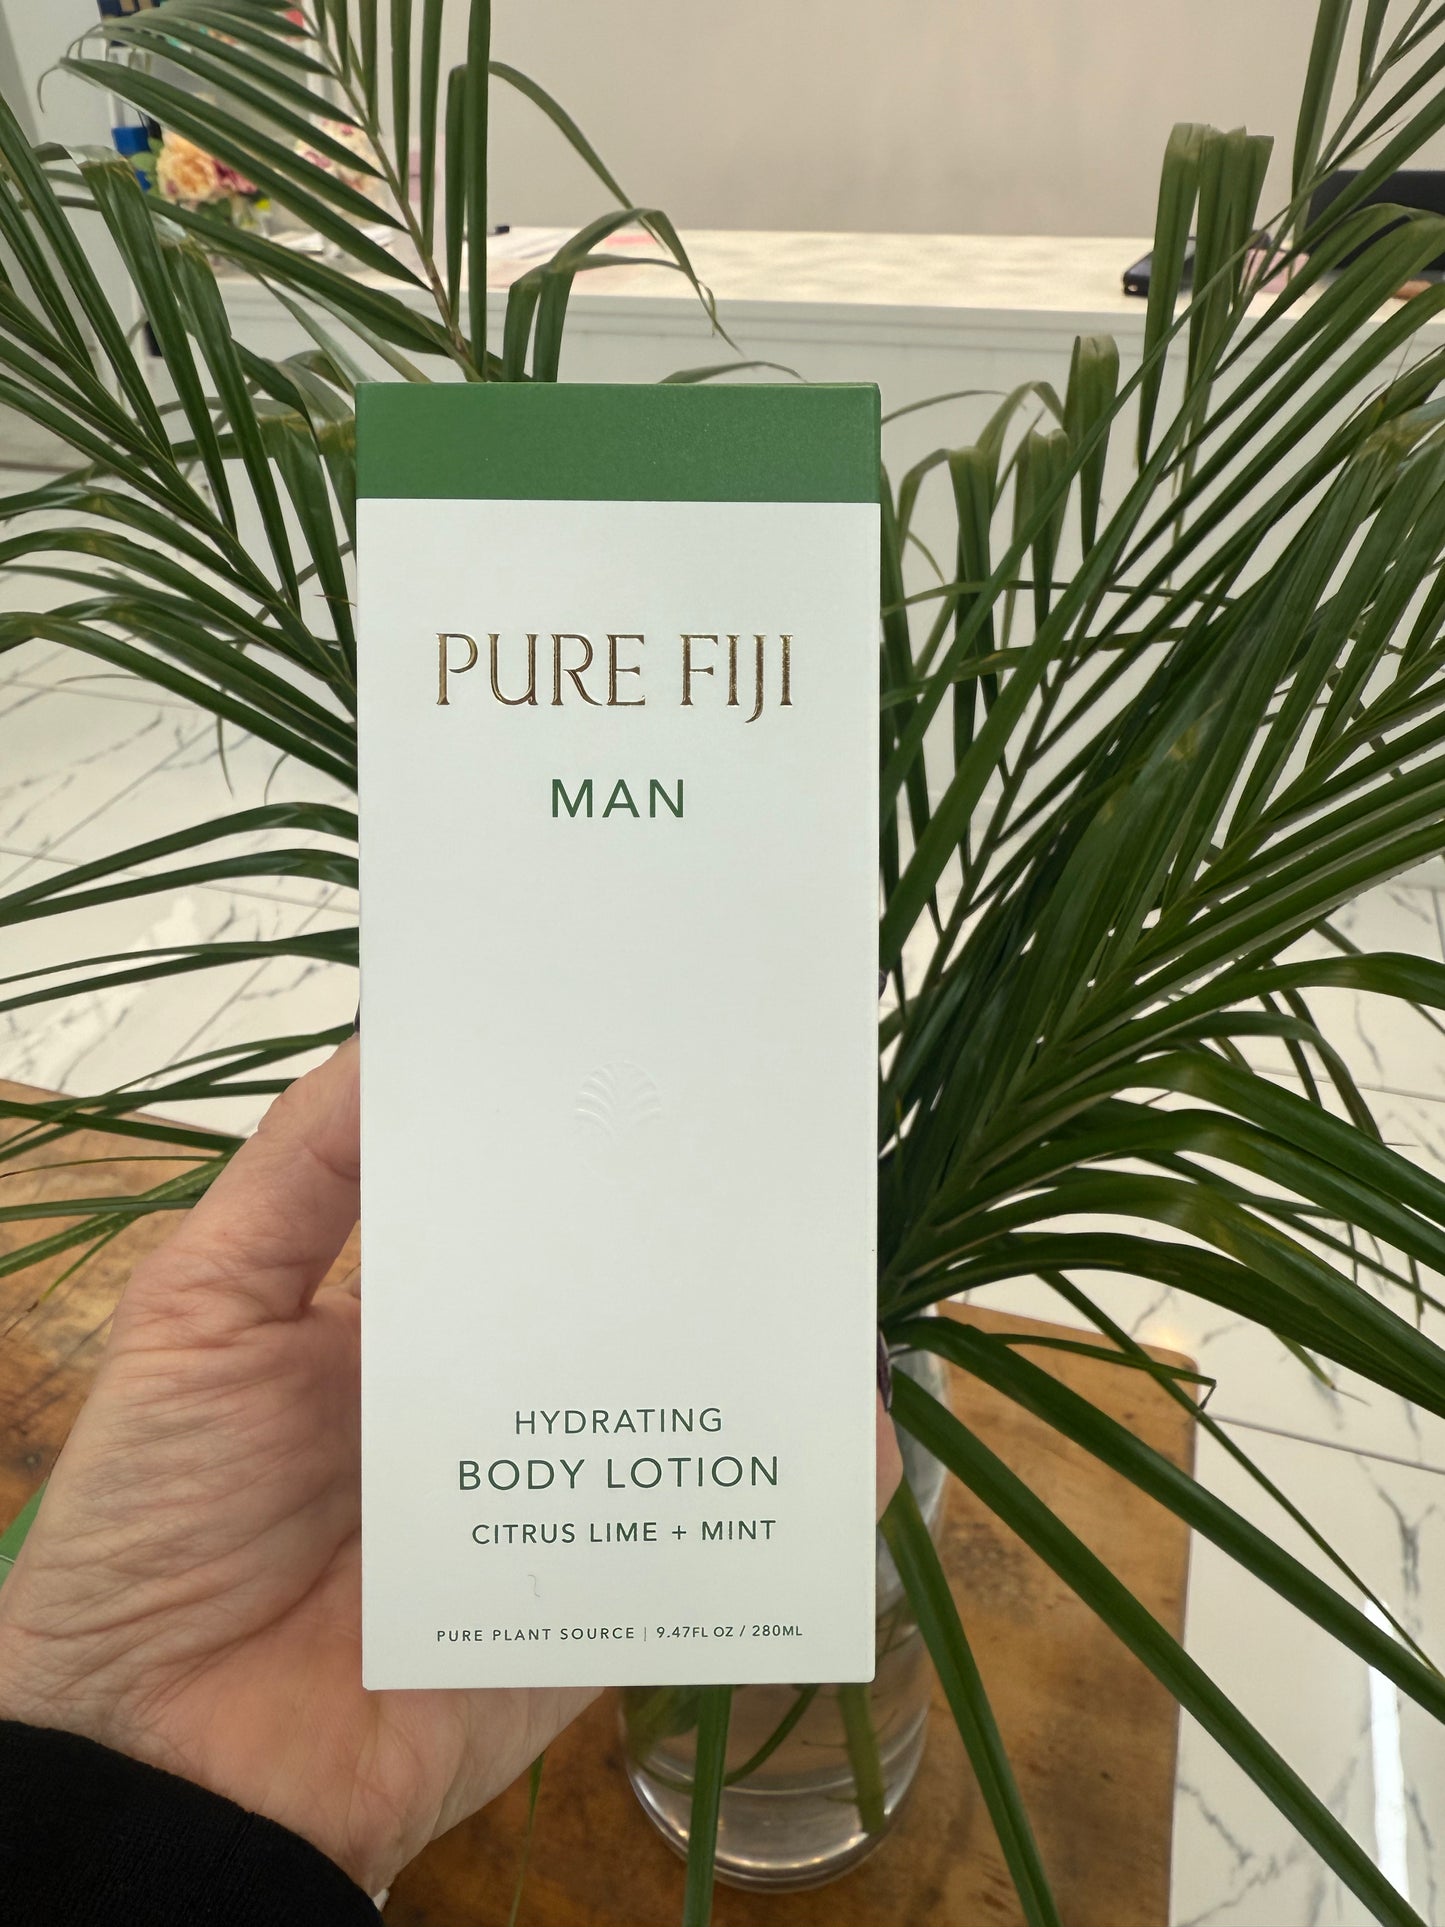 PURE FIJI
MAN
HYDRATING
BODY LOTION
CITRUS LIME + MINT
PURE PLANT SOURCE | 9.47FL OZ / 280ML